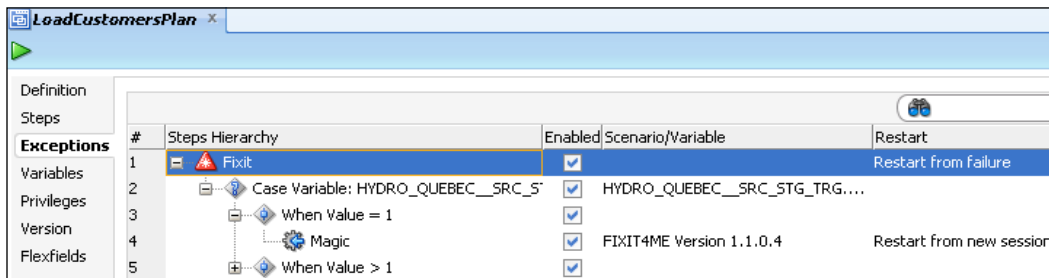 LoadCustomersPlan x
Definition
Steps
Exceptions
Variables
Privileges
Version
Flexfields
# Steps Hierarchy Enabled Scenario/Variable Restart
1 Fixit Restart from failure
2 Case Variable: HYDRO_QUEBEC__SRC_ST HYDRO_QUEBEC__SRC_STG_TRG....
3 When Value = 1
4 Magic FIXIT4ME Version 1.1.0.4 Restart from new session
5 When Value > 1